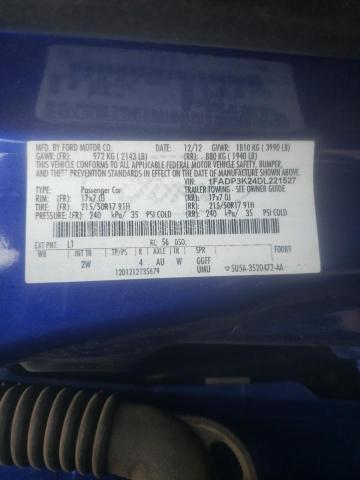 MFD. BY FORD MOTOR CO.
DATE: 12/12 GVWR: 1810 KG ( 3990 LB)
GAWR: (FR): 972 KG ( 2143 LB) (RR): 880 KG ( 1940 LB)
THIS VEHICLE CONFORMS TO ALL APPLICABLE FEDERAL MOTOR VEHICLE SAFETY, BUMPER,
AND THEFT PREVENTION STANDARDS IN EFFECT ON THE DATE OF MANUFACTURE SHOWN ABOVE.
VIN: 1FADP3K24DL221527
TYPE: Passenger Car TRAILER TOWING - SEE OWNER GUIDE
RIM: (FR): 17x7.0J (RR): 17x7.0J
TIRE: (FR): 215/50R17 91H (RR): 215/50R17 91H
PRESSURE: (FR): 240 kPa/ 35 PSI COLD (RR): 240 kPa/ 35 PSI COLD
EXT PNT: L1 RC: 56 DSO: F0089
WB INT TR TP/PS R AXLE TR SPR
2W 4 AU W GGFF
1201212135679 UMU 5U5A-3520472-AA